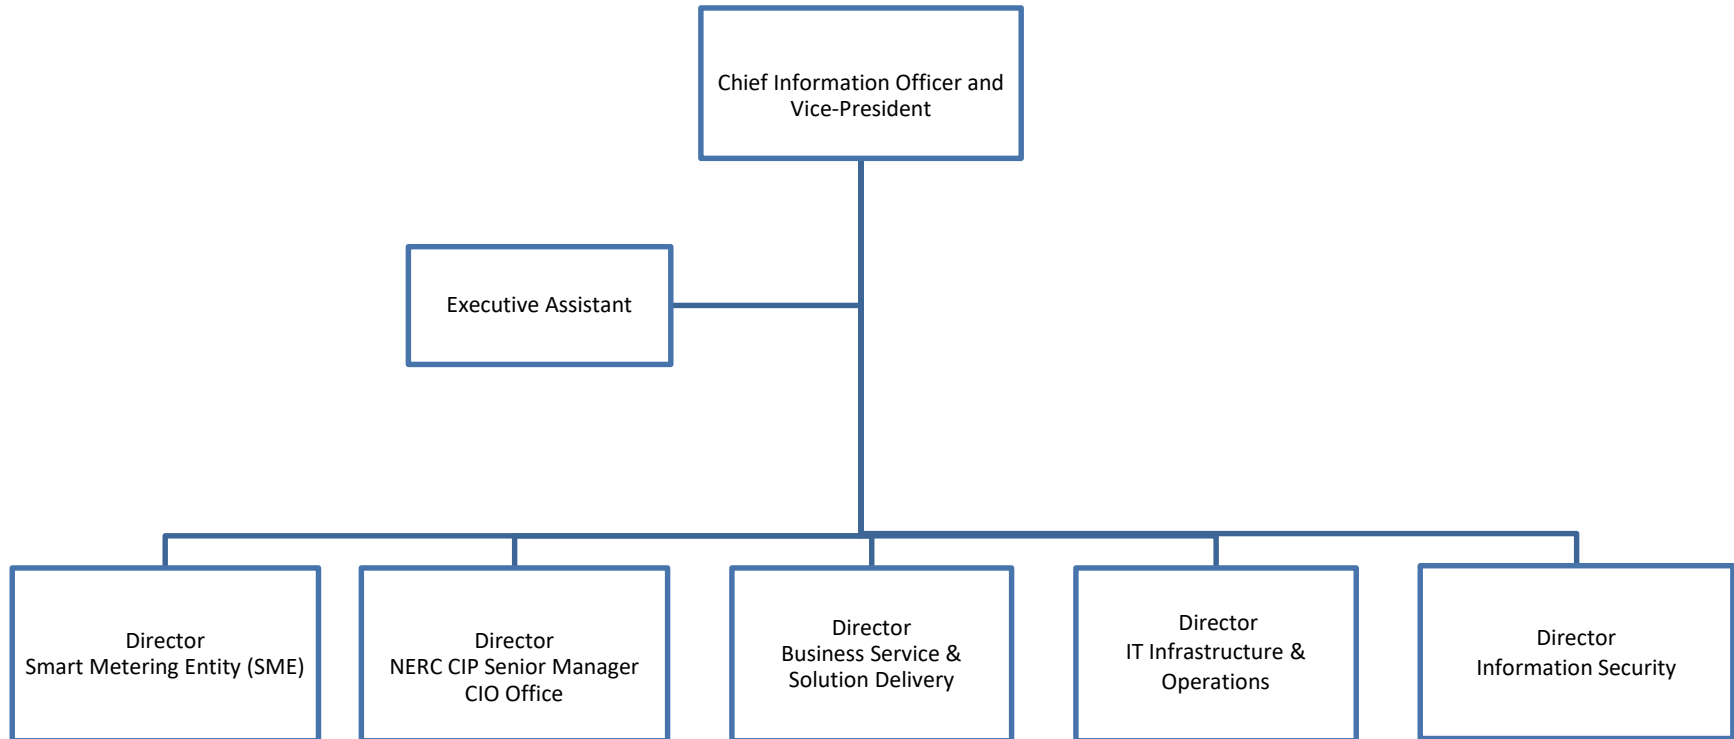 Chief Information Officer and
Vice-President
Executive Assistant
Director
Smart Metering Entity (SME)
Director
NERC CIP Senior Manager
CIO Office
Director
Business Service &
Solution Delivery
Director
IT Infrastructure &
Operations
Director
Information Security